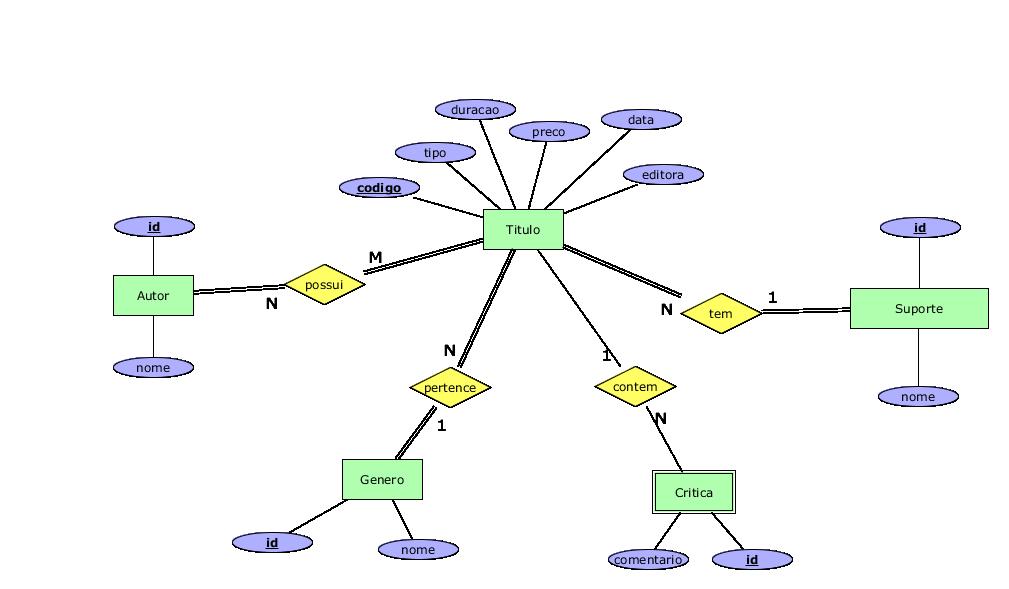 duracao
preco
data
tipo
editora
codigo
id
id
Titulo
M
possui
Autor
N
N
tem
1
Suporte
nome
nome
N
pertence
1
1
contem
N
Genero
Critica
id
nome
comentario
id